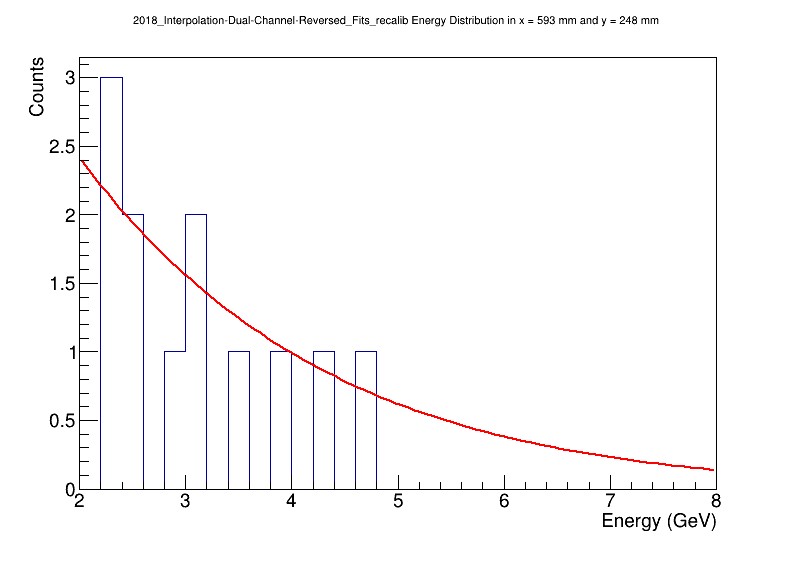 2018_Interpolation-Dual-Channel-Reversed_Fits_recalib Energy Distribution in x = 593 mm and y = 248 mm
Counts
3
2.5
2
1.5
1
0.5
0
2 3 4 5 6 7 8
Energy (GeV)